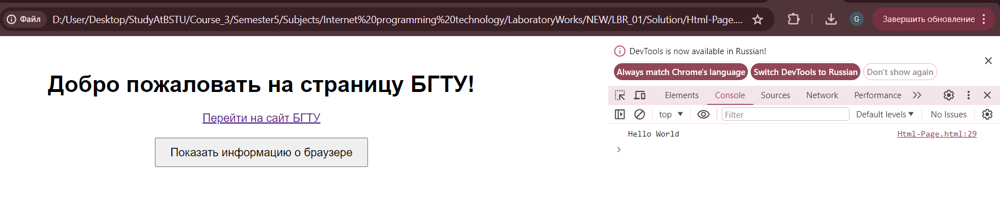 Файл D:/User/Desktop/StudyAtBSTU/Course_3/Semester5/Subjects/Internet%20programming%20technology/LaboratoryWorks/NEW/LBR_01/Solution/Html-Page.... G Завершить обновление
Добро пожаловать на страницу БГТУ!
Перейти на сайт БГТУ
Показать информацию о браузере
DevTools is now available in Russian!
Always match Chrome's language Switch DevTools to Russian Don't show again
Elements Console Sources Network Performance
top Filter Default levels No Issues
Hello World Html-Page.html:29